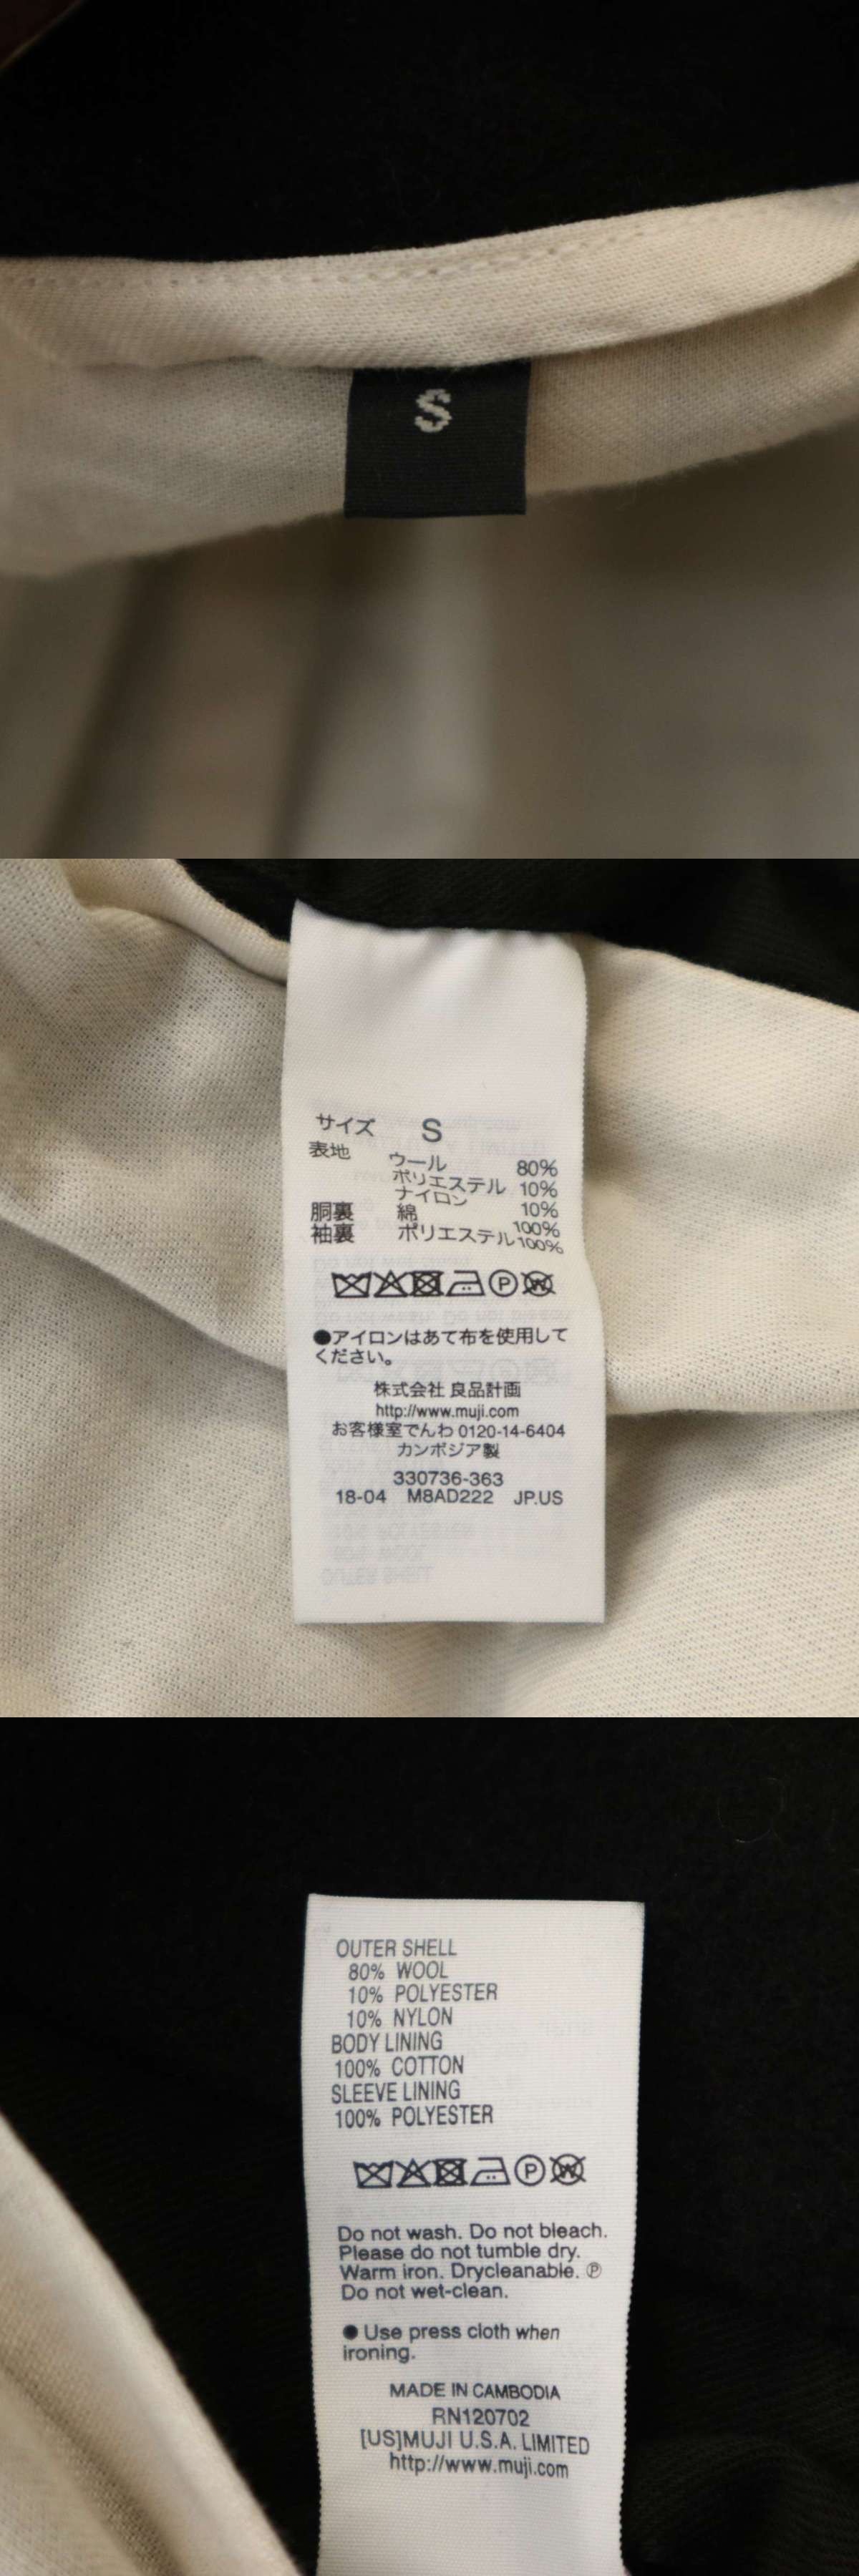 S
サイズ S
表地 ウール 80%
ポリエステル 10%
ナイロン 10%
胴裏 綿 100%
袖裏 ポリエステル 100%
P W
●アイロンはあて布を使用して
ください。
株式会社 良品計画
http://www.muji.com
お客様室でんわ 0120-14-6404
カンボジア製
330736-363
18-04 M8AD222 JP.US
OUTER SHELL
80% WOOL
10% POLYESTER
10% NYLON
BODY LINING
100% COTTON
SLEEVE LINING
100% POLYESTER
P W
Do not wash. Do not bleach.
Please do not tumble dry.
Warm iron. Drycleanable. Ⓟ
Do not wet-clean.
● Use press cloth when
ironing.
MADE IN CAMBODIA
RN120702
[US]MUJI U.S.A. LIMITED
http://www.muji.com